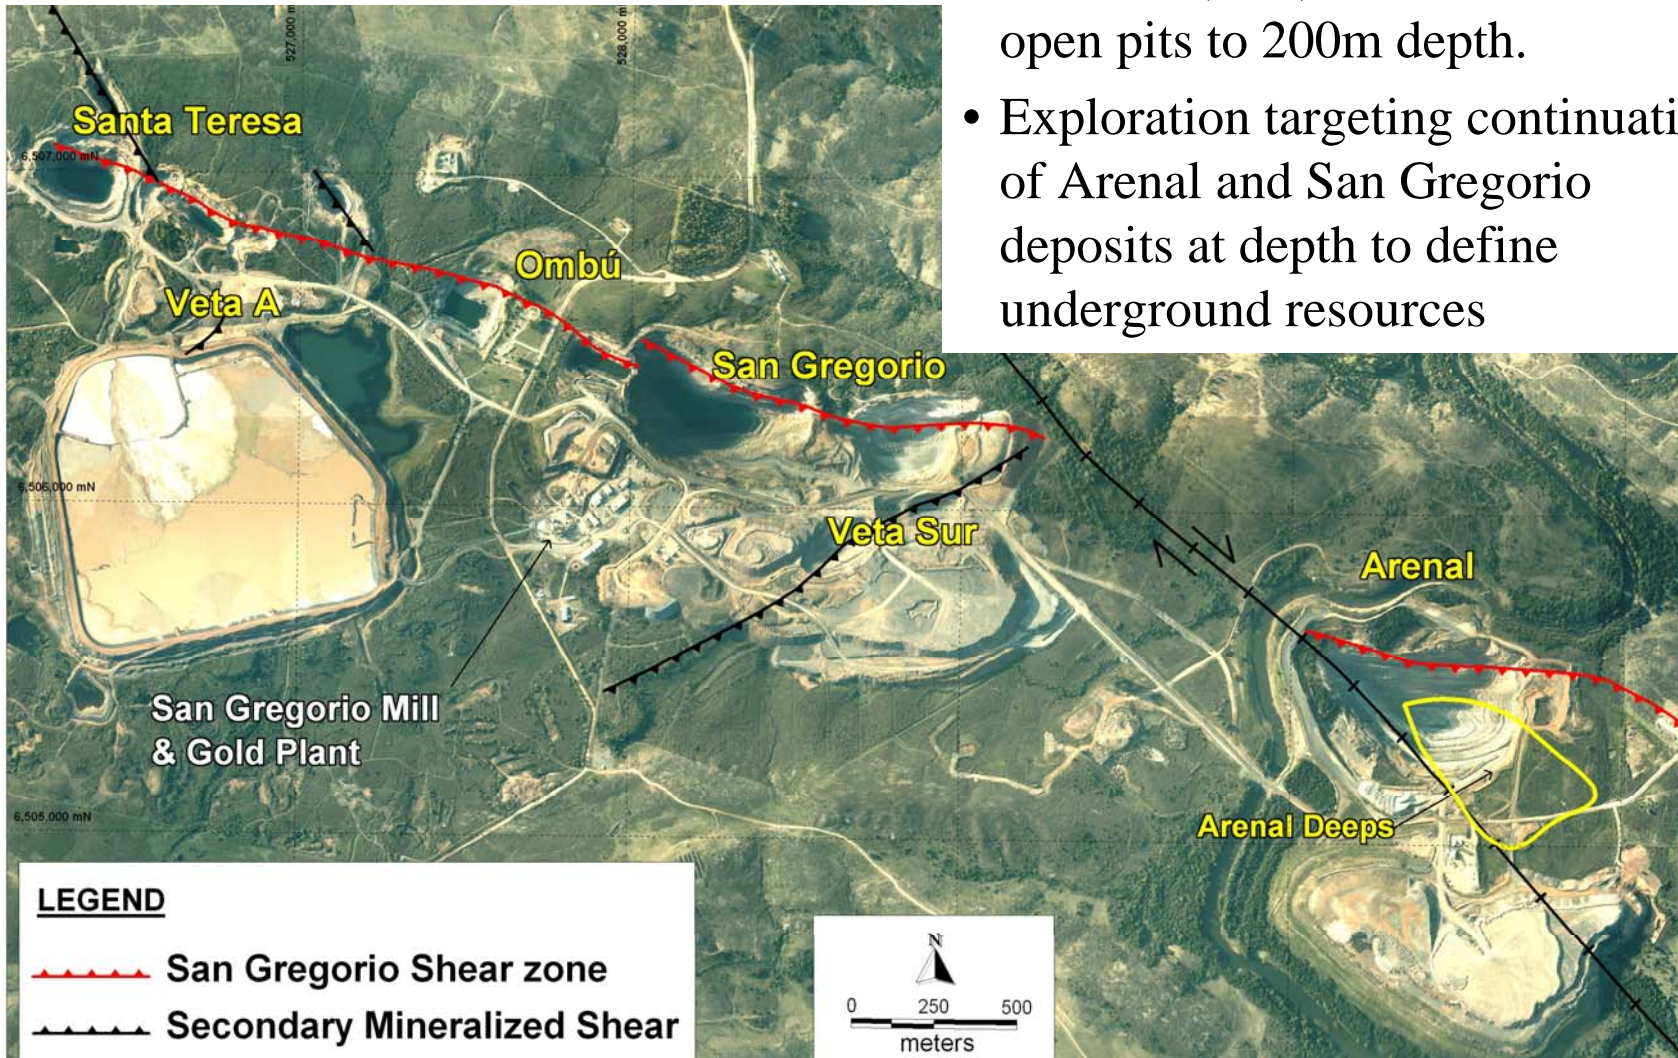 open pits to 200m depth.
• Exploration targeting
of Arenal and San Gregorio
deposits at depth to define
underground resources
527,000 m
528,000 m
Santa Teresa
6,507,000 mN
Ombú
Veta A
San Gregorio
6,506,000 mN
Veta Sur
Arenal
San Gregorio Mill
& Gold Plant
6,505,000 mN
Arenal Deeps
LEGEND
San Gregorio Shear zone
Secondary Mineralized Shear
N
0 250 500
meters